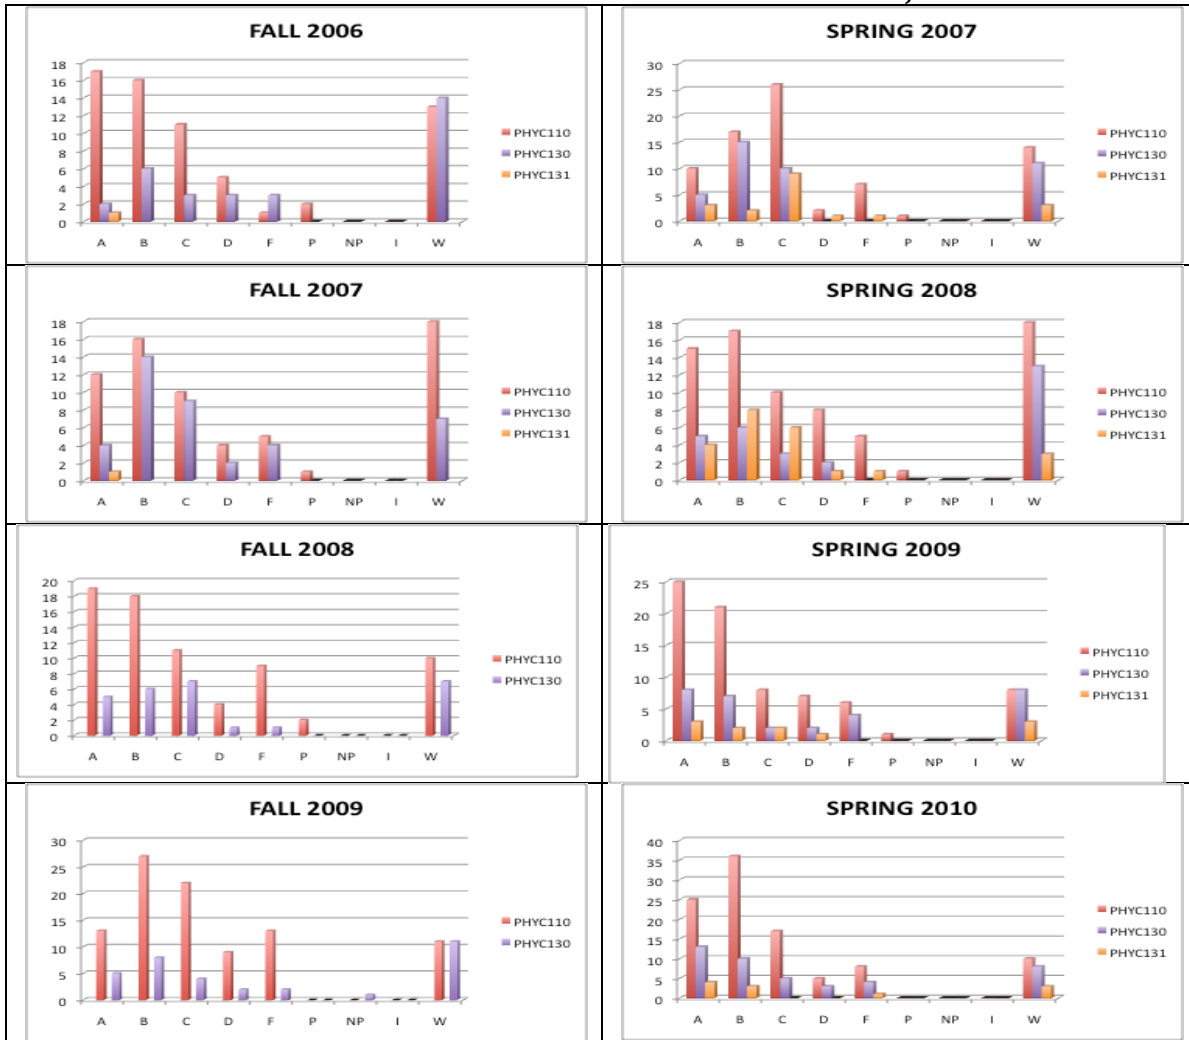 FALL 2006
18
16
14
12
10
8
6
4
2
0
A B C D F P NP I W
PHYC110
PHYC130
PHYC131
SPRING 2007
30
25
20
15
10
5
0
A B C D F P NP I W
PHYC110
PHYC130
PHYC131
FALL 2007
18
16
14
12
10
8
6
4
2
0
A B C D F P NP I W
PHYC110
PHYC130
PHYC131
SPRING 2008
18
16
14
12
10
8
6
4
2
0
A B C D F P NP I W
PHYC110
PHYC130
PHYC131
FALL 2008
20
18
16
14
12
10
8
6
4
2
0
A B C D F P NP I W
PHYC110
PHYC130
SPRING 2009
25
20
15
10
5
0
A B C D F P NP I W
PHYC110
PHYC130
PHYC131
FALL 2009
30
25
20
15
10
5
0
A B C D F P NP I W
PHYC110
PHYC130
SPRING 2010
40
35
30
25
20
15
10
5
0
A B C D F P NP I W
PHYC110
PHYC130
PHYC131